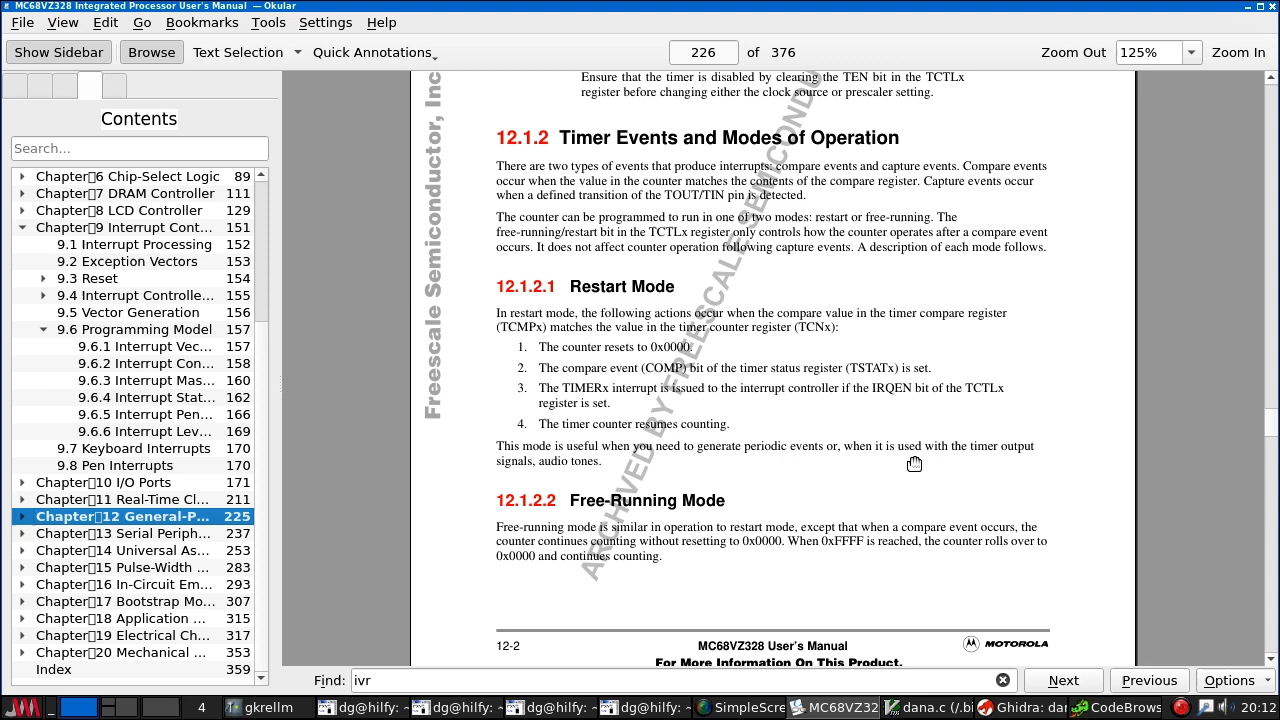 MC68VZ328 Integrated Processor User's Manual — Okular
File View Edit Go Bookmarks Tools Settings Help
Show Sidebar Browse Text Selection Quick Annotations 226 of 376 Zoom Out 125% Zoom In
Contents
Search...
Chapter 6 Chip-Select Logic 89
Chapter 7 DRAM Controller 111
Chapter 8 LCD Controller 129
Chapter 9 Interrupt Cont... 151
9.1 Interrupt Processing 152
9.2 Exception Vectors 153
9.3 Reset 154
9.4 Interrupt Controlle... 155
9.5 Vector Generation 156
9.6 Programming Model 157
9.6.1 Interrupt Vec... 157
9.6.2 Interrupt Con... 158
9.6.3 Interrupt Mas... 160
9.6.4 Interrupt Stat... 162
9.6.5 Interrupt Pen... 166
9.6.6 Interrupt Lev... 169
9.7 Keyboard Interrupts 170
9.8 Pen Interrupts 170
Chapter 10 I/O Ports 171
Chapter 11 Real-Time Cl... 211
Chapter 12 General-P... 225
Chapter 13 Serial Periph... 237
Chapter 14 Universal As... 253
Chapter 15 Pulse-Width ... 283
Chapter 16 In-Circuit Em... 293
Chapter 17 Bootstrap Mo... 307
Chapter 18 Application ... 315
Chapter 19 Electrical Ch... 317
Chapter 20 Mechanical ... 353
Index 359
Freescale Semiconductor, Inc
ARCHIVED BY FREESCALE SEMICONDU
Ensure that the timer is disabled by clearing the TEN bit in the TCTLx
register before changing either the clock source or prescaler setting.
12.1.2 Timer Events and Modes of Operation
There are two types of events that produce interrupts: compare events and capture events. Compare events
occur when the value in the counter matches the contents of the compare register. Capture events occur
when a defined transition of the TOUT/TIN pin is detected.
The counter can be programmed to run in one of two modes: restart or free-running. The
free-running/restart bit in the TCTLx register only controls how the counter operates after a compare event
occurs. It does not affect counter operation following capture events. A description of each mode follows.
12.1.2.1 Restart Mode
In restart mode, the following actions occur when the compare value in the timer compare register
(TCMPx) matches the value in the timer counter register (TCNx):
1. The counter resets to 0x0000.
2. The compare event (COMP) bit of the timer status register (TSTATx) is set.
3. The TIMERx interrupt is issued to the interrupt controller if the IRQEN bit of the TCTLx
register is set.
4. The timer counter resumes counting.
This mode is useful when you need to generate periodic events or, when it is used with the timer output
signals, audio tones.
12.1.2.2 Free-Running Mode
Free-running mode is similar in operation to restart mode, except that when a compare event occurs, the
counter continues counting without resetting to 0x0000. When 0xFFFF is reached, the counter rolls over to
0x0000 and continues counting.
12-2 MC68VZ328 User's Manual MOTOROLA
For More Information On This Product,
Find: ivr Next Previous Options
4 gkrellm dg@hilfy: ~ dg@hilfy: ~ dg@hilfy: ~ dg@hilfy: ~ SimpleScre MC68VZ32 dana.c (/.bl Ghidra: dan CodeBrows 20:12